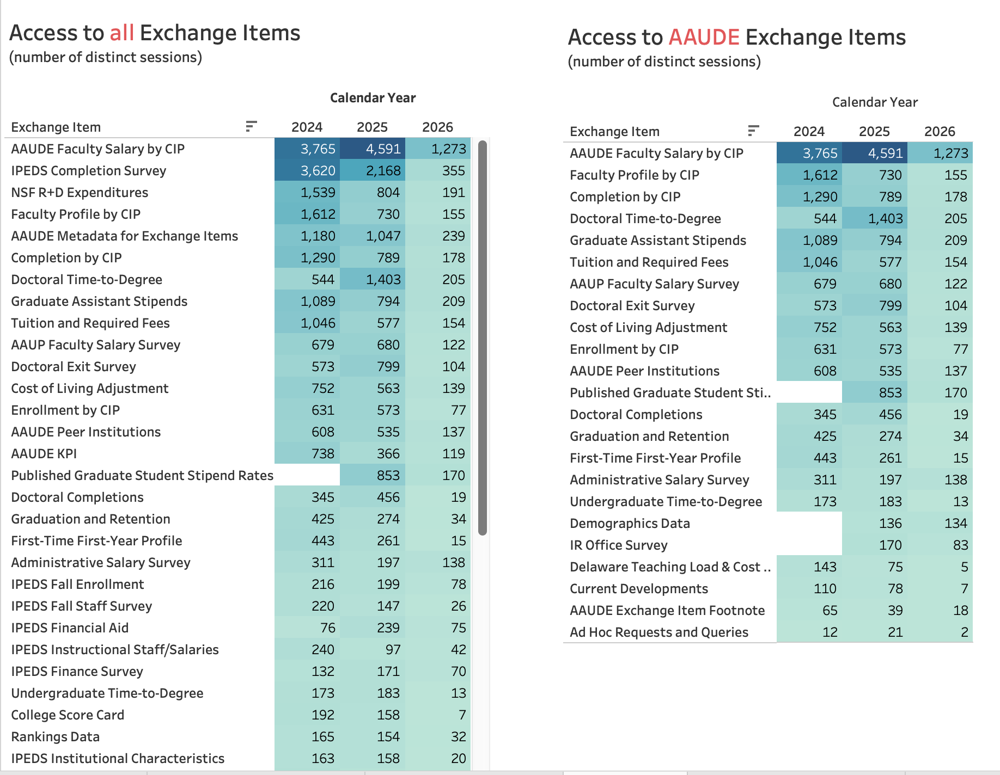 Access to all Exchange Items
(number of distinct sessions)
Calendar Year
Exchange Item 2024 2025 2026
AAUDE Faculty Salary by CIP 3,765 4,591 1,273
IPEDS Completion Survey 3,620 2,168 355
NSF R+D Expenditures 1,539 804 191
Faculty Profile by CIP 1,612 730 155
AAUDE Metadata for Exchange Items 1,180 1,047 239
Completion by CIP 1,290 789 178
Doctoral Time-to-Degree 544 1,403 205
Graduate Assistant Stipends 1,089 794 209
Tuition and Required Fees 1,046 577 154
AAUP Faculty Salary Survey 679 680 122
Doctoral Exit Survey 573 799 104
Cost of Living Adjustment 752 563 139
Enrollment by CIP 631 573 77
AAUDE Peer Institutions 608 535 137
AAUDE KPI 738 366 119
Published Graduate Student Stipend Rates 853 170
Doctoral Completions 345 456 19
Graduation and Retention 425 274 34
First-Time First-Year Profile 443 261 15
Administrative Salary Survey 311 197 138
IPEDS Fall Enrollment 216 199 78
IPEDS Fall Staff Survey 220 147 26
IPEDS Financial Aid 76 239 75
IPEDS Instructional Staff/Salaries 240 97 42
IPEDS Finance Survey 132 171 70
Undergraduate Time-to-Degree 173 183 13
College Score Card 192 158 7
Rankings Data 165 154 32
IPEDS Institutional Characteristics 163 158 20
Access to AAUDE Exchange Items
(number of distinct sessions)
Calendar Year
Exchange Item 2024 2025 2026
AAUDE Faculty Salary by CIP 3,765 4,591 1,273
Faculty Profile by CIP 1,612 730 155
Completion by CIP 1,290 789 178
Doctoral Time-to-Degree 544 1,403 205
Graduate Assistant Stipends 1,089 794 209
Tuition and Required Fees 1,046 577 154
AAUP Faculty Salary Survey 679 680 122
Doctoral Exit Survey 573 799 104
Cost of Living Adjustment 752 563 139
Enrollment by CIP 631 573 77
AAUDE Peer Institutions 608 535 137
Published Graduate Student Sti.. 853 170
Doctoral Completions 345 456 19
Graduation and Retention 425 274 34
First-Time First-Year Profile 443 261 15
Administrative Salary Survey 311 197 138
Undergraduate Time-to-Degree 173 183 13
Demographics Data 136 134
IR Office Survey 170 83
Delaware Teaching Load & Cost .. 143 75 5
Current Developments 110 78 7
AAUDE Exchange Item Footnote 65 39 18
Ad Hoc Requests and Queries 12 21 2